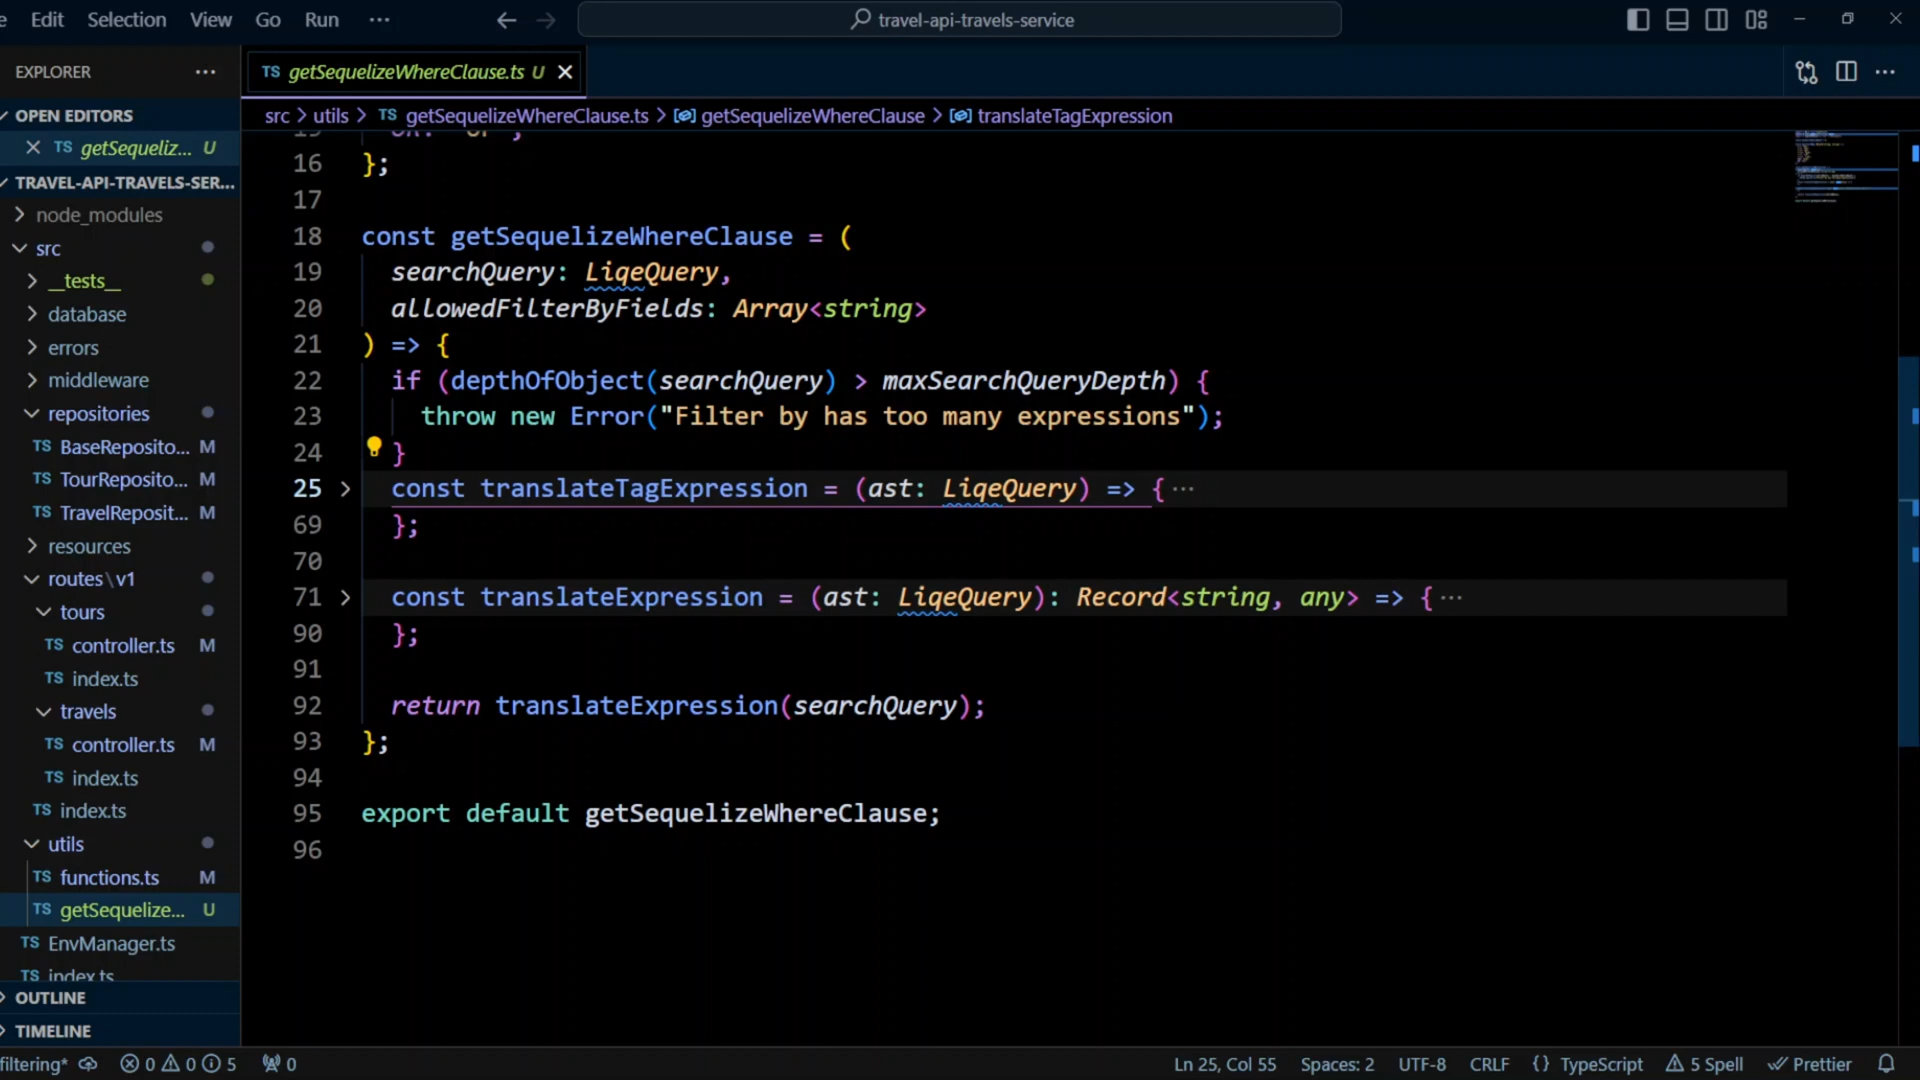 Edit Selection View Go Run ···
travel-api-travels-service
EXPLORER ···
TS getSequelizeWhereClause.ts U
OPEN EDITORS
TS getSequeliz... U
TRAVEL-API-TRAVELS-SER...
node_modules
src
__tests__
database
errors
middleware
repositories
TS BaseReposito... M
TS TourReposito... M
TS TravelReposit... M
resources
routes\v1
tours
TS controller.ts M
TS index.ts
travels
TS controller.ts M
TS index.ts
TS index.ts
utils
TS functions.ts M
TS getSequelize... U
TS EnvManager.ts
TS index.ts
OUTLINE
TIMELINE
src > utils > TS getSequelizeWhereClause.ts > getSequelizeWhereClause > translateTagExpression
16 };
17
18 const getSequelizeWhereClause = (
19 searchQuery: LiqeQuery,
20 allowedFilterByFields: Array<string>
21 ) => {
22 if (depthOfObject(searchQuery) > maxSearchQueryDepth) {
23 throw new Error("Filter by has too many expressions");
24 }
25 const translateTagExpression = (ast: LiqeQuery) => { ···
69 };
70
71 const translateExpression = (ast: LiqeQuery): Record<string, any> => { ···
90 };
91
92 return translateExpression(searchQuery);
93 };
94
95 export default getSequelizeWhereClause;
96
filtering* 0 0 5 0 Ln 25, Col 55 Spaces: 2 UTF-8 CRLF {} TypeScript 5 Spell Prettier